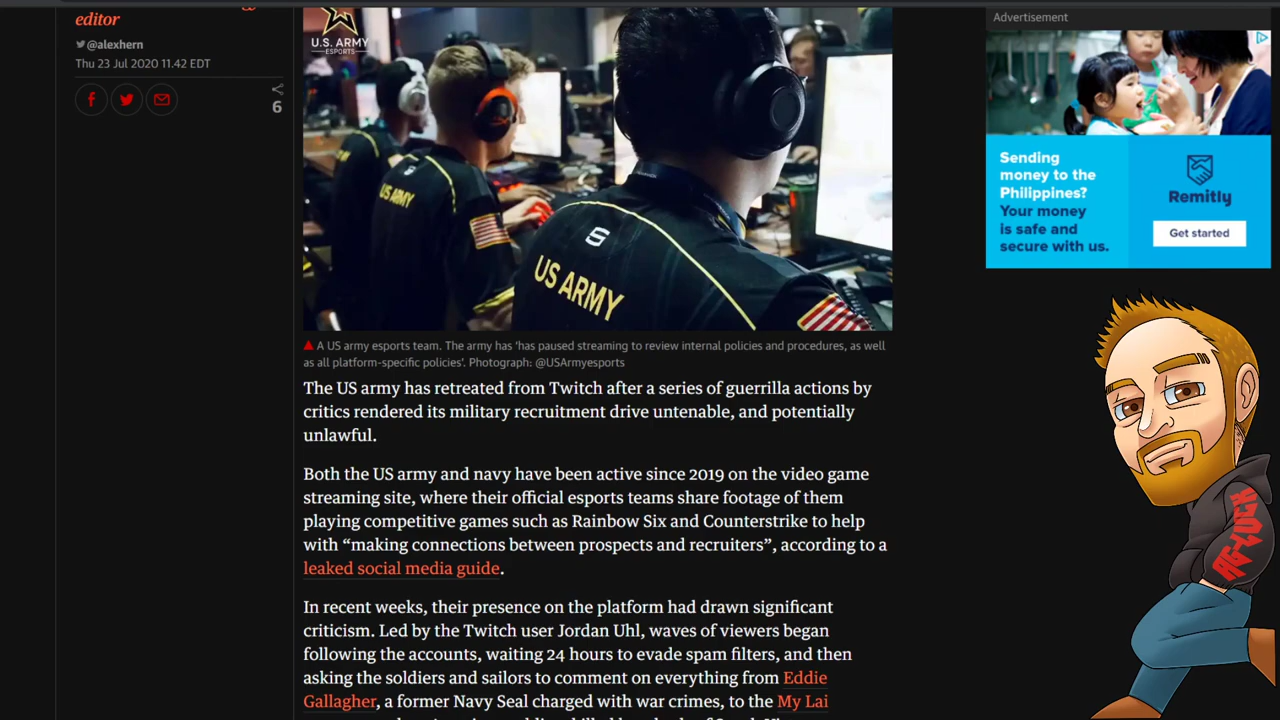 editor
@alexhern
Thu 23 Jul 2020 11.42 EDT
6
U.S. ARMY
ESPORTS
US ARMY
US ARMY
A US army esports team. The army has 'has paused streaming to review internal policies and procedures, as well
as all platform-specific policies'. Photograph: @USArmyesports
The US army has retreated from Twitch after a series of guerrilla actions by
critics rendered its military recruitment drive untenable, and potentially
unlawful.
Both the US army and navy have been active since 2019 on the video game
streaming site, where their official esports teams share footage of them
playing competitive games such as Rainbow Six and Counterstrike to help
with “making connections between prospects and recruiters”, according to a
leaked social media guide.
In recent weeks, their presence on the platform had drawn significant
criticism. Led by the Twitch user Jordan Uhl, waves of viewers began
following the accounts, waiting 24 hours to evade spam filters, and then
asking the soldiers and sailors to comment on everything from Eddie
Gallagher, a former Navy Seal charged with war crimes, to the My Lai
Advertisement
Sending
money to the
Philippines?
Your money
is safe and
secure with us.
Remitly
Get started